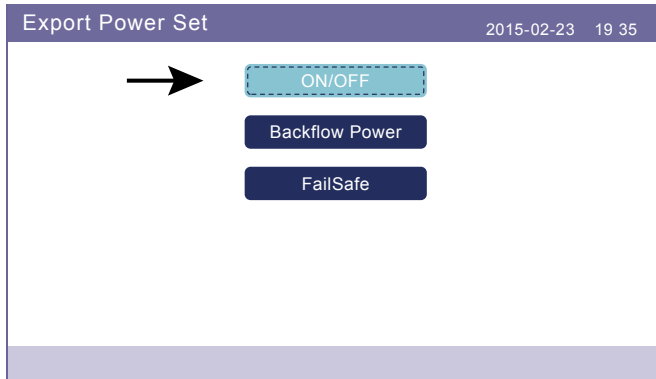 Export Power Set
2015-02-23 19 35
ON/OFF
Backflow Power
FailSafe